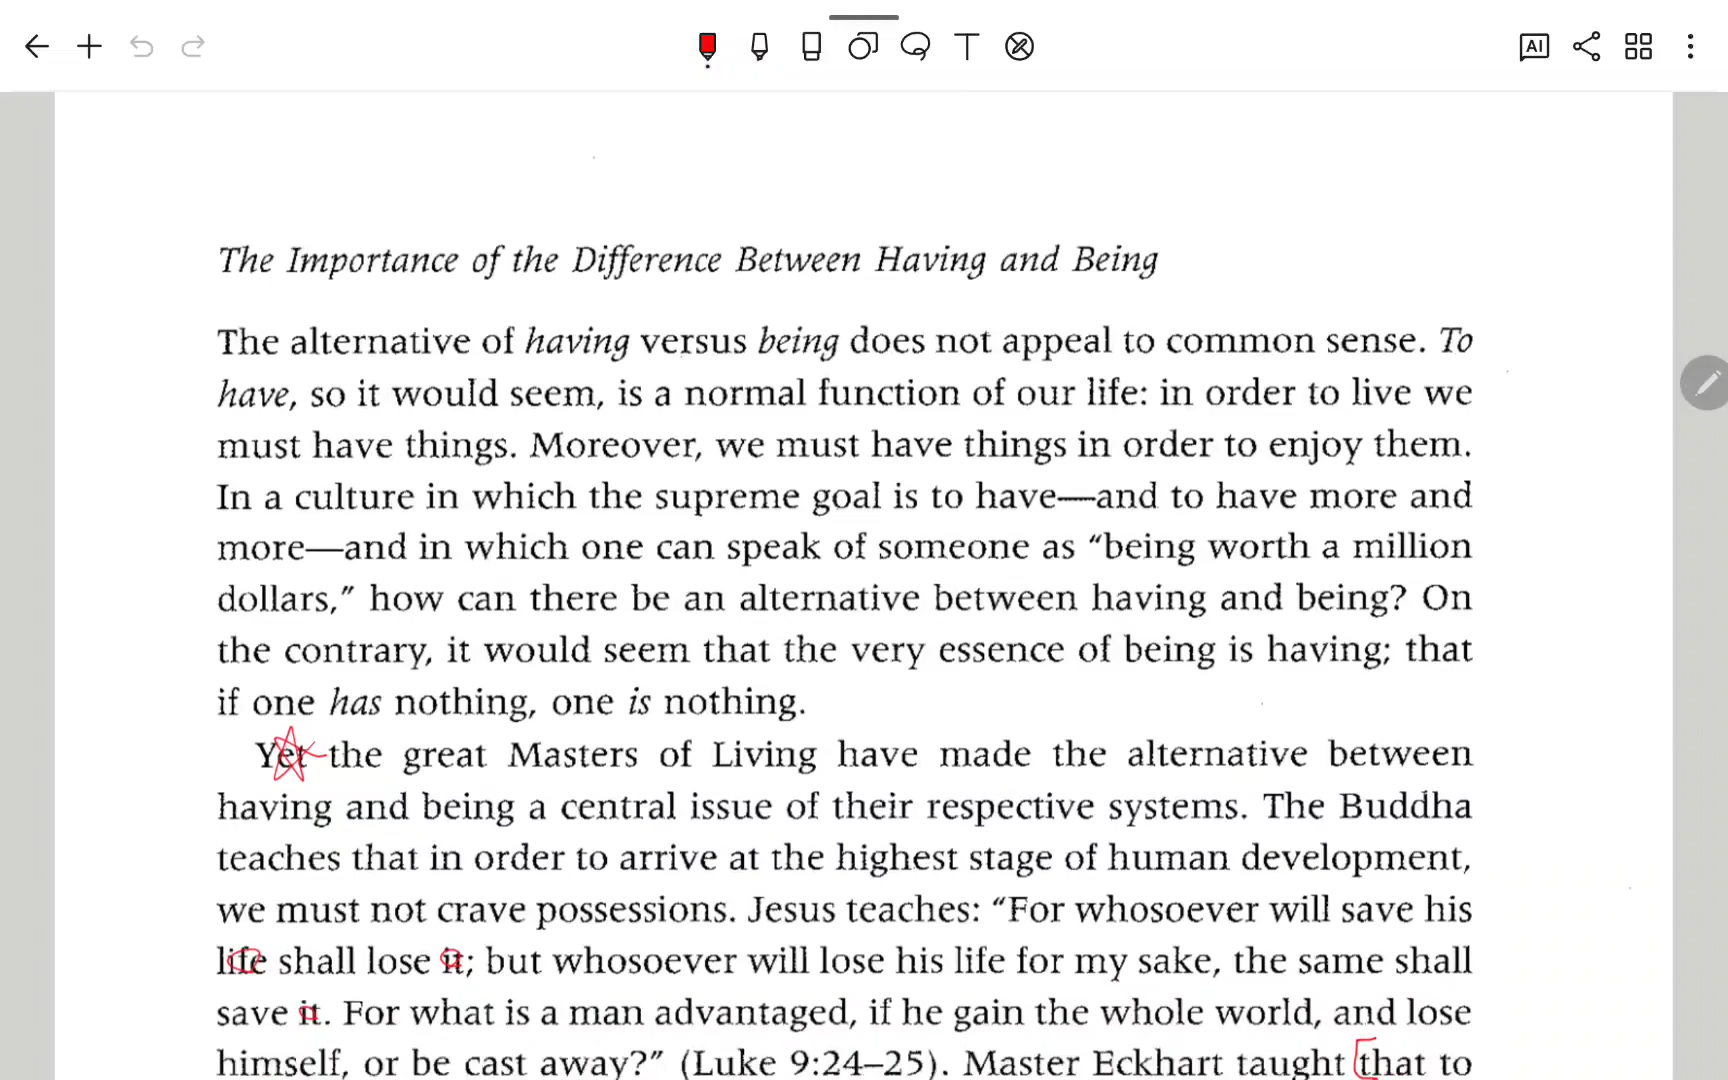 T
AI
The Importance of the Difference Between Having and Being
The alternative of having versus being does not appeal to common sense. To
have, so it would seem, is a normal function of our life: in order to live we
must have things. Moreover, we must have things in order to enjoy them.
In a culture in which the supreme goal is to have—and to have more and
more—and in which one can speak of someone as “being worth a million
dollars,” how can there be an alternative between having and being? On
the contrary, it would seem that the very essence of being is having; that
if one has nothing, one is nothing.
Yet the great Masters of Living have made the alternative between
having and being a central issue of their respective systems. The Buddha
teaches that in order to arrive at the highest stage of human development,
we must not crave possessions. Jesus teaches: “For whosoever will save his
life shall lose it; but whosoever will lose his life for my sake, the same shall
save it. For what is a man advantaged, if he gain the whole world, and lose
himself, or be cast away?” (Luke 9:24–25). Master Eckhart taught that to